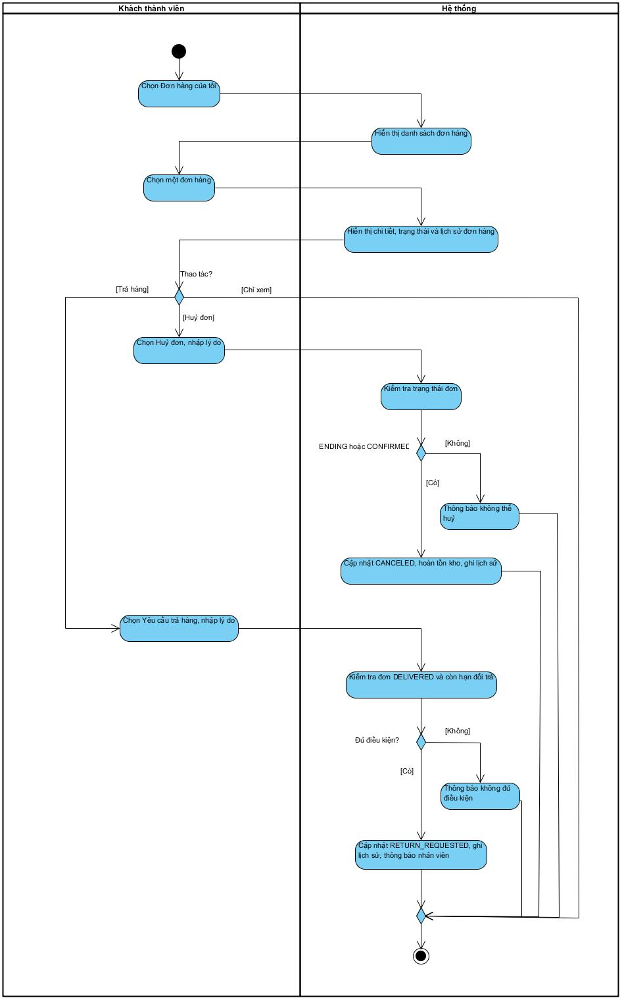 Khách thành viên
Hệ thống
Chọn Đơn hàng của tôi
Hiển thị danh sách đơn hàng
Chọn một đơn hàng
Hiển thị chi tiết, trạng thái và lịch sử đơn hàng
Thao tác?
[Trả hàng]
[Chỉ xem]
[Huỷ đơn]
Chọn Huỷ đơn, nhập lý do
Kiểm tra trạng thái đơn
ENDING hoặc CONFIRMED
[Không]
[Có]
Thông báo không thể
huỷ
Cập nhật CANCELED, hoàn tồn kho, ghi lịch sử
Chọn Yêu cầu trả hàng, nhập lý do
Kiểm tra đơn DELIVERED và còn hạn đổi trả
[Không]
Đủ điều kiện?
[Có]
Thông báo không đủ
điều kiện
Cập nhật RETURN_REQUESTED, ghi
lịch sử, thông báo nhân viên